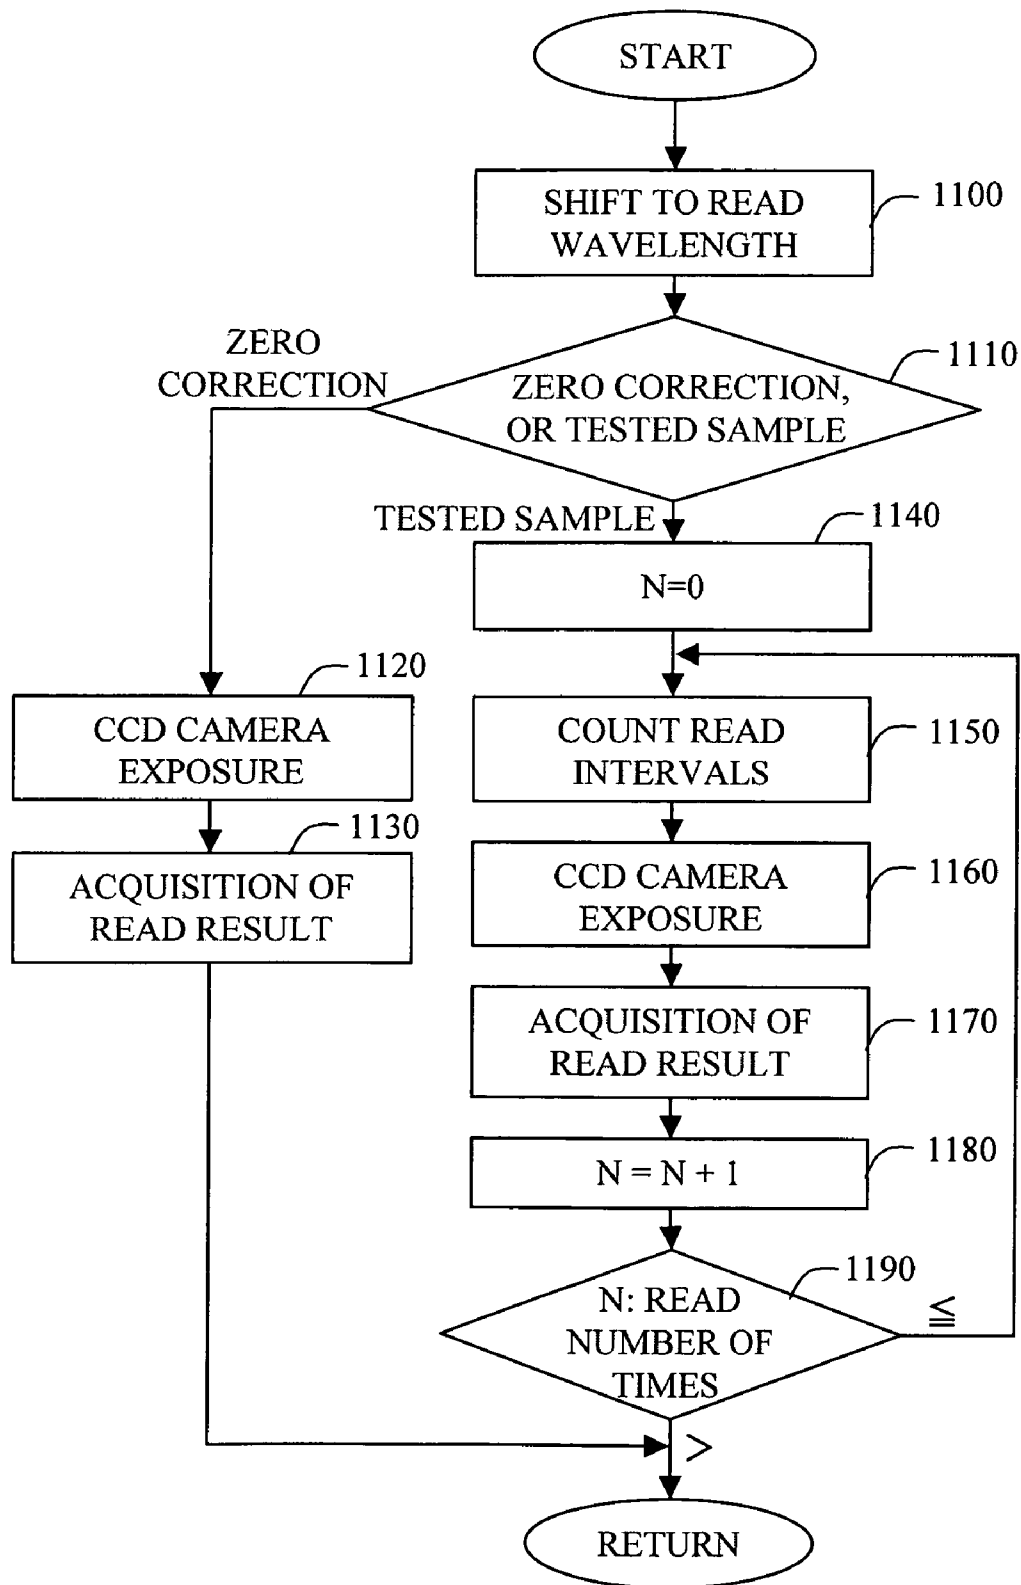 START
SHIFT TO READ
WAVELENGTH
1100
ZERO
CORRECTION
ZERO CORRECTION,
OR TESTED SAMPLE
1110
TESTED SAMPLE
1140
N=0
1120
CCD CAMERA
EXPOSURE
COUNT READ
INTERVALS
1150
1130
ACQUISITION OF
READ RESULT
CCD CAMERA
EXPOSURE
1160
ACQUISITION OF
READ RESULT
1170
N = N + 1
1180
N: READ
NUMBER OF
TIMES
1190
≦
>
RETURN